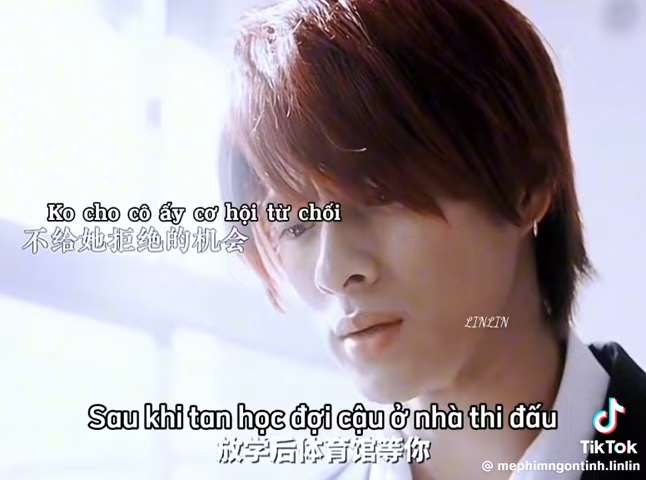 Ko cho cô ấy cơ hội từ chối
不给她拒绝的机会
LINLIN
Sau khi tan học đợi cậu ở nhà thi đấu
放学后体育馆等你
TikTok
@ mephimngontinh.linlin